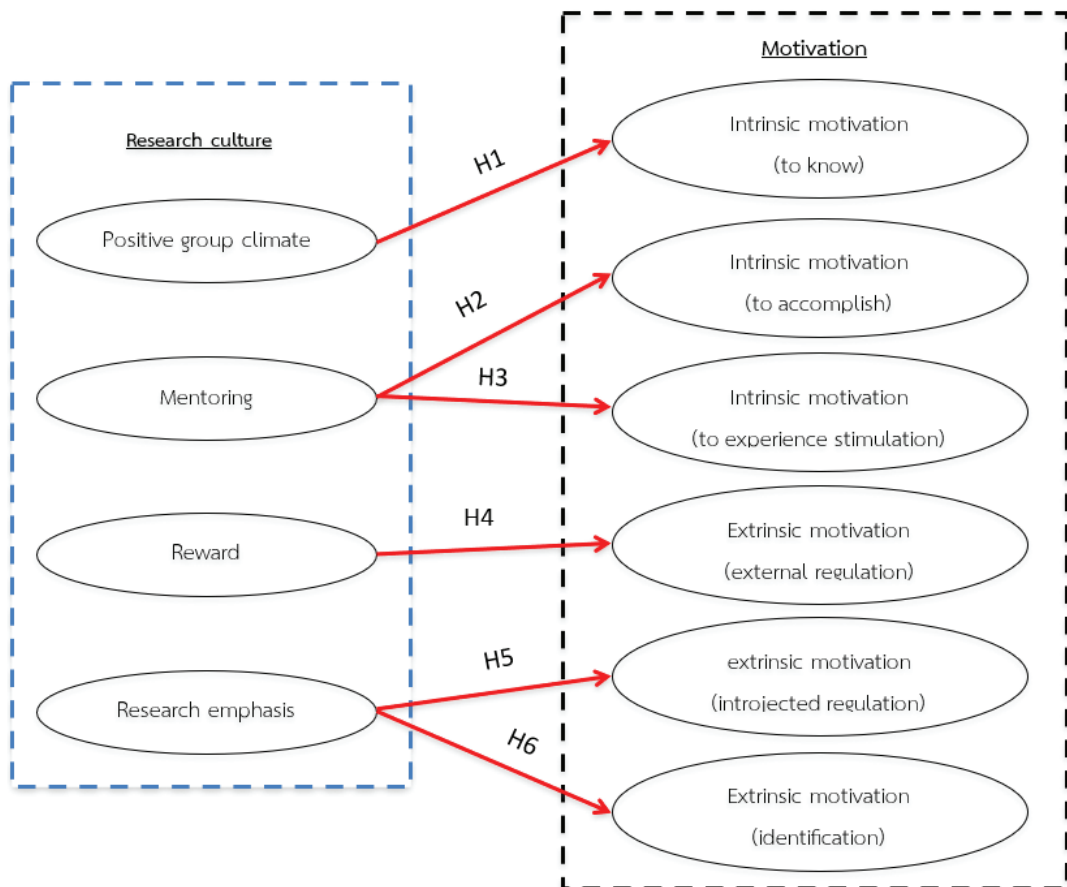 Research culture
Positive group climate
Mentoring
Reward
Research emphasis
H1
H2
H3
H4
H5
H6
Motivation
Intrinsic motivation
(to know)
Intrinsic motivation
(to accomplish)
Intrinsic motivation
(to experience stimulation)
Extrinsic motivation
(external regulation)
extrinsic motivation
(introjected regulation)
Extrinsic motivation
(identification)